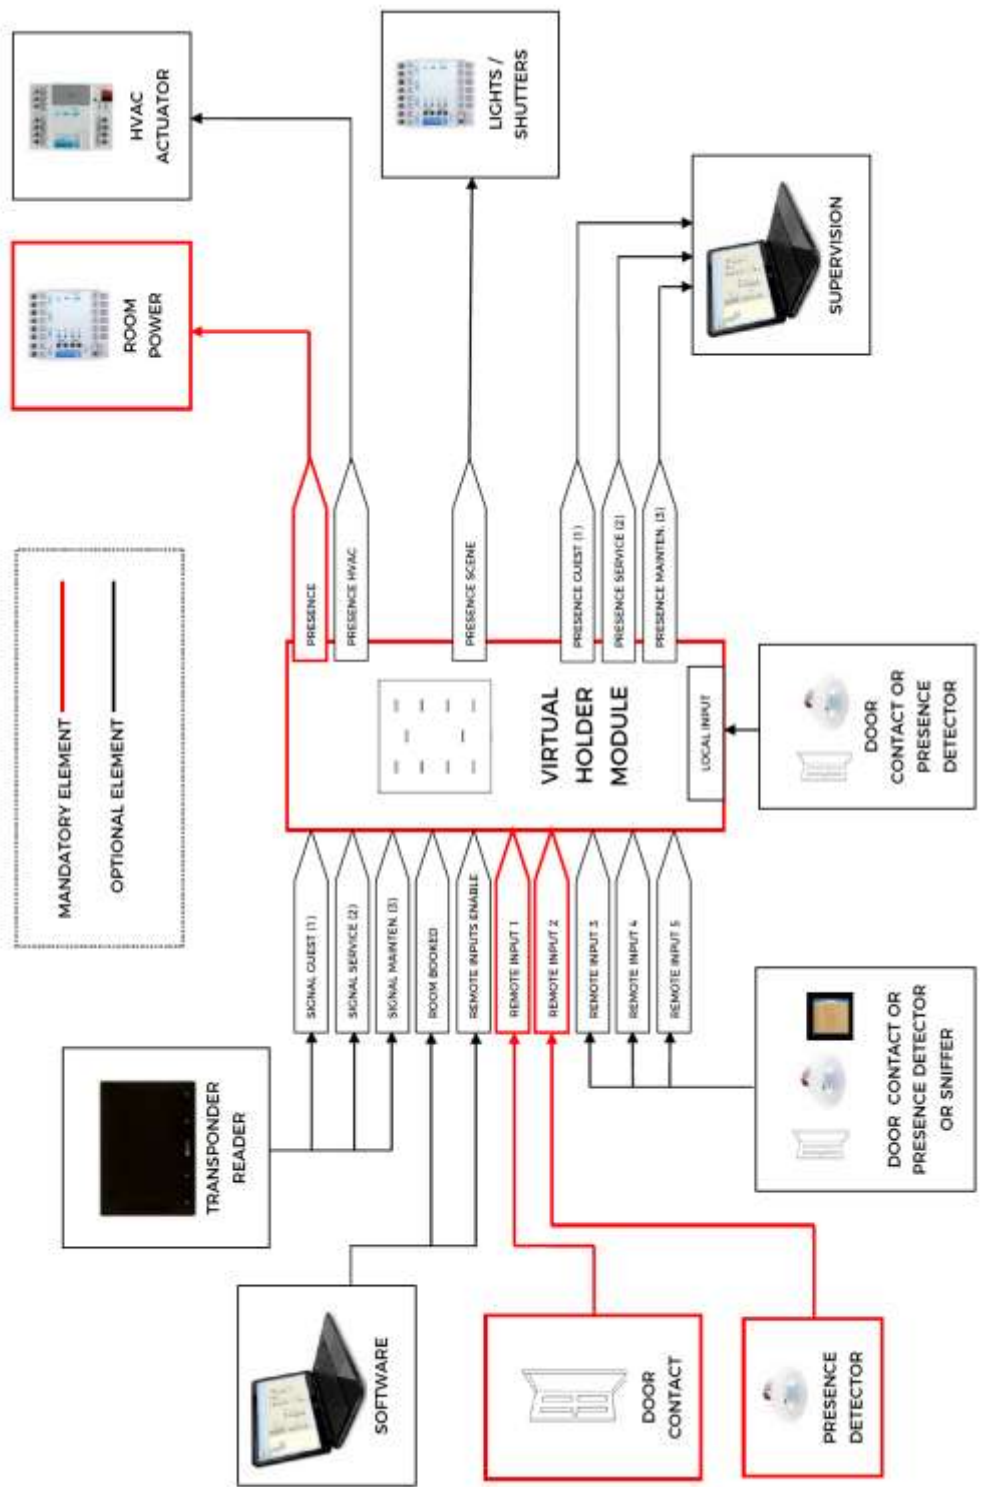 MANDATORY ELEMENT
OPTIONAL ELEMENT
TRANSPONDER
READER
SOFTWARE
DOOR
CONTACT
PRESENCE
DETECTOR
DOOR CONTACT OR
PRESENCE DETECTOR
OR SNIFFER
SIGNAL GUEST (1)
SIGNAL SERVICE (2)
SIGNAL MAINTEN. (3)
ROOM BOOKED
REMOTE INPUTS ENABLE
REMOTE INPUT 1
REMOTE INPUT 2
REMOTE INPUT 3
REMOTE INPUT 4
REMOTE INPUT 5
VIRTUAL
HOLDER
MODULE
LOCAL INPUT
DOOR
CONTACT OR
PRESENCE
DETECTOR
PRESENCE
PRESENCE HVAC
PRESENCE SCENE
PRESENCE GUEST (1)
PRESENCE SERVICE (2)
PRESENCE MAINTEN. (3)
ROOM
POWER
HVAC
ACTUATOR
LIGHTS /
SHUTTERS
SUPERVISION